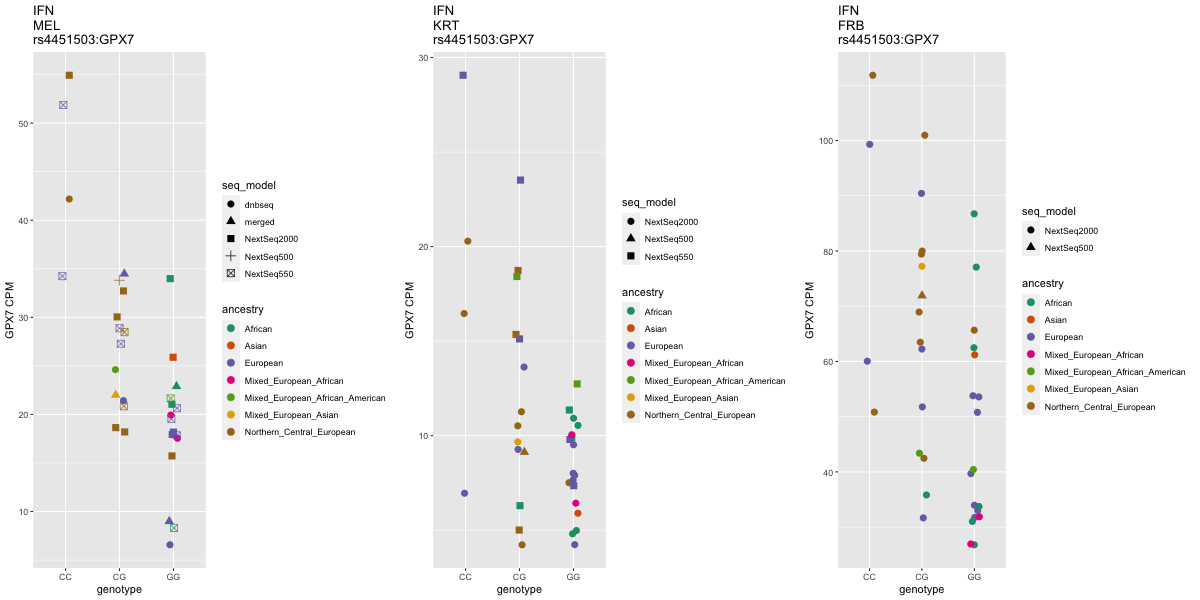 IFN
MEL
rs4451503:GPX7
GPX7 CPM
50
40
30
20
10
CC
CG
GG
genotype
seq_model
dnbseq
merged
NextSeq2000
NextSeq500
NextSeq550
ancestry
African
Asian
European
Mixed_European_African
Mixed_European_African_American
Mixed_European_Asian
Northern_Central_European
IFN
KRT
rs4451503:GPX7
GPX7 CPM
30
20
10
CC
CG
GG
genotype
seq_model
NextSeq2000
NextSeq500
NextSeq550
ancestry
African
Asian
European
Mixed_European_African
Mixed_European_African_American
Mixed_European_Asian
Northern_Central_European
IFN
FRB
rs4451503:GPX7
GPX7 CPM
100
80
60
40
CC
CG
GG
genotype
seq_model
NextSeq2000
NextSeq500
ancestry
African
Asian
European
Mixed_European_African
Mixed_European_African_American
Mixed_European_Asian
Northern_Central_European